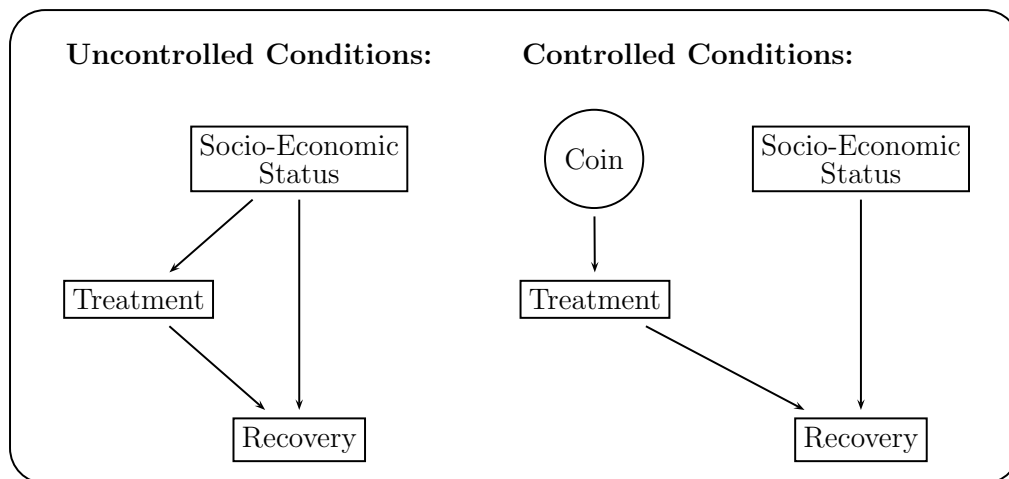 Uncontrolled Conditions:
Socio-Economic
Status
Treatment
Recovery
Controlled Conditions:
Coin
Socio-Economic
Status
Treatment
Recovery